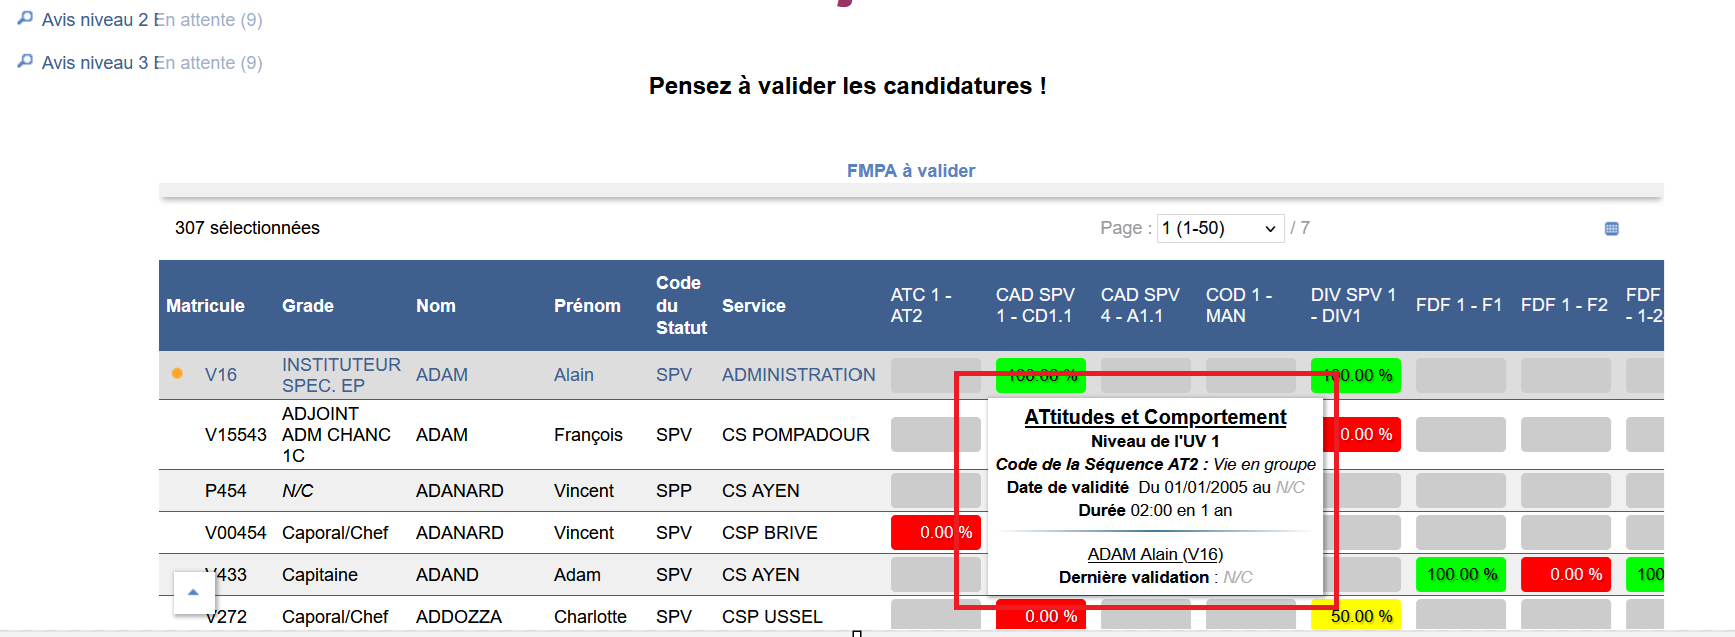 Avis niveau 2 En attente (9)
Avis niveau 3 En attente (9)
Pensez à valider les candidatures !
FMPA à valider
307 sélectionnées
Page : 1 (1-50) / 7
Matricule Grade Nom Prénom Code du Statut Service ATC 1 - AT2 CAD SPV 1 - CD1.1 CAD SPV 4 - A1.1 COD 1 - MAN DIV SPV 1 - DIV1 FDF 1 - F1 FDF 1 - F2 FDF - 1-2
V16 INSTITUTEUR SPEC. EP ADAM Alain SPV ADMINISTRATION 100.00 % 100.00 %
V15543 ADJOINT ADM CHANC 1C ADAM François SPV CS POMPADOUR 0.00 %
P454 N/C ADANARD Vincent SPP CS AYEN
V00454 Caporal/Chef ADANARD Vincent SPV CSP BRIVE 0.00 %
V433 Capitaine ADAND Adam SPV CS AYEN 100.00 % 0.00 % 100
V272 Caporal/Chef ADDOZZA Charlotte SPV CSP USSEL 0.00 % 50.00 %
ATtitudes et Comportement
Niveau de l'UV 1
Code de la Séquence AT2 : Vie en groupe
Date de validité Du 01/01/2005 au N/C
Durée 02:00 en 1 an
ADAM Alain (V16)
Dernière validation : N/C